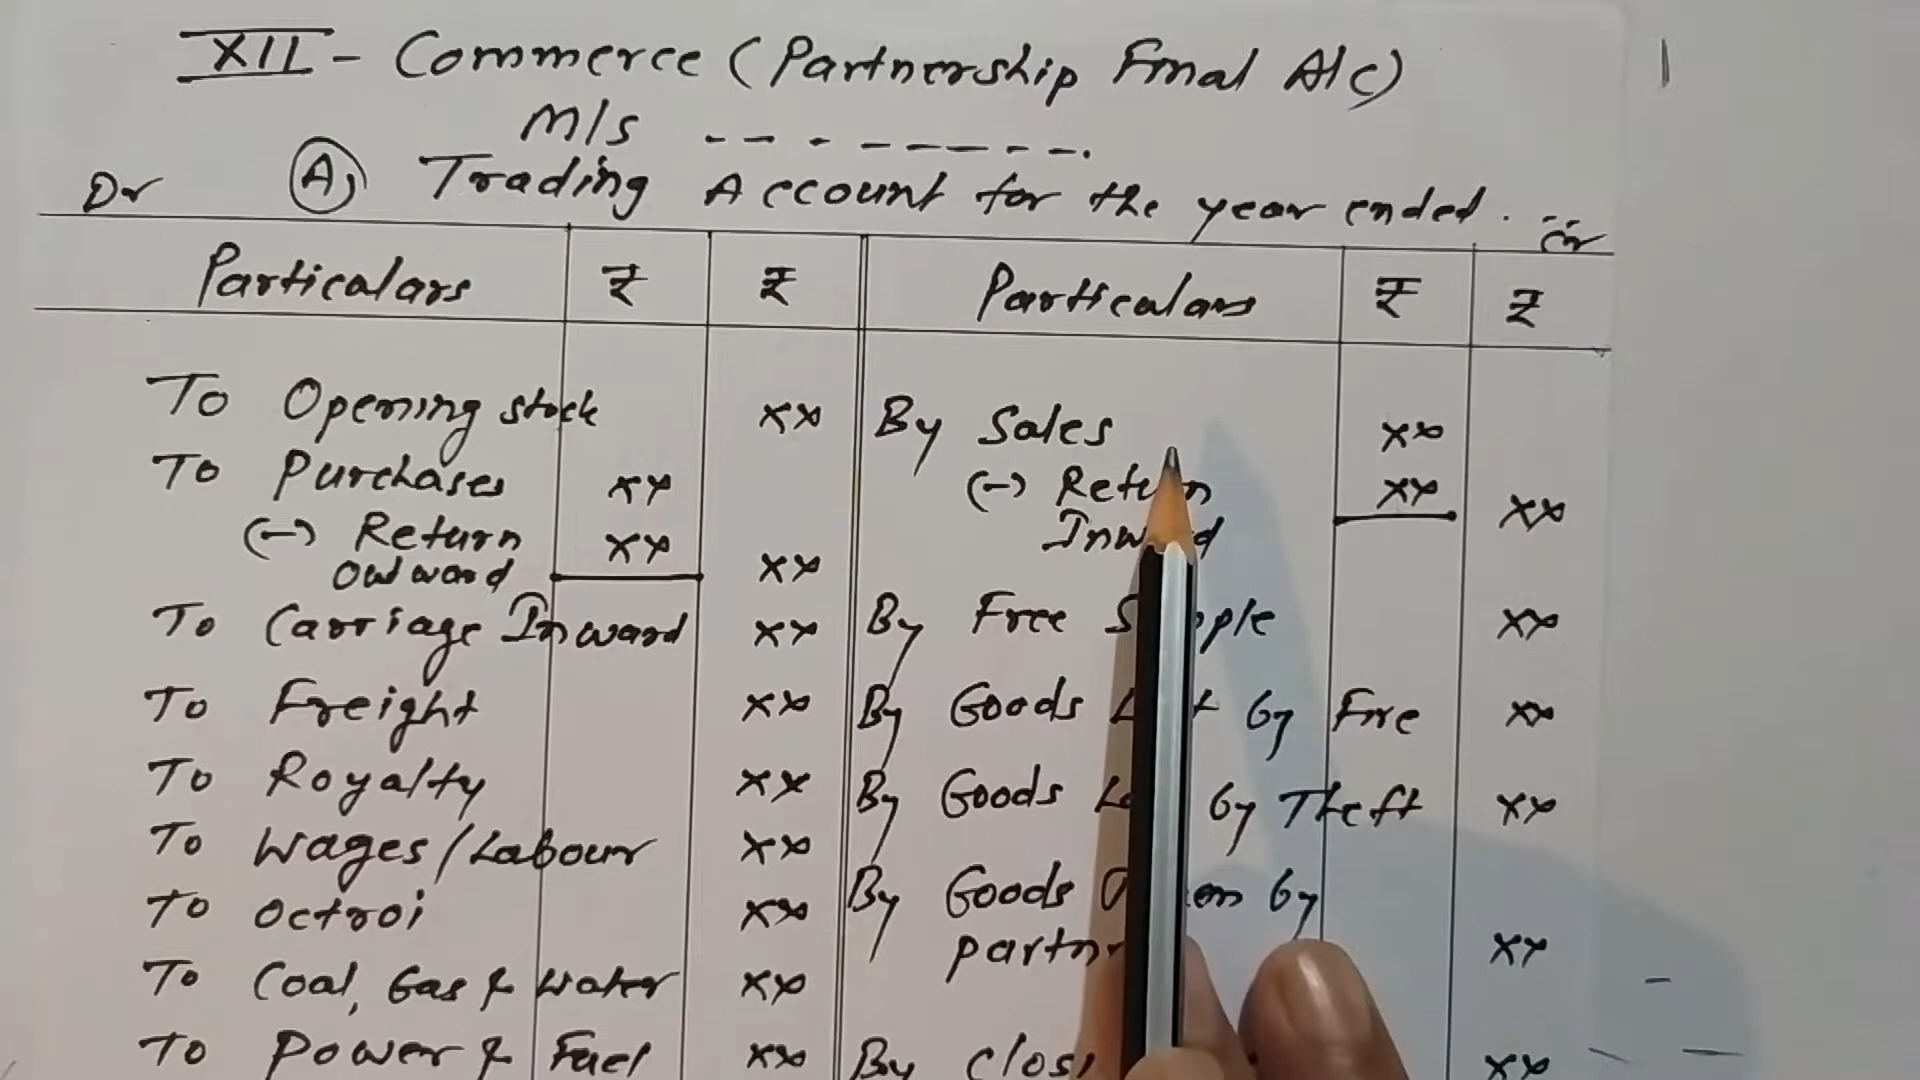 XII - Commerce (Partnership Final A/C)
M/s -----------.
Dr (A) Trading Account for the year ended. --- Cr
Particulars ₹ ₹ Particulars ₹ ₹
To Opening stock xx By Sales xx
To Purchases xx (-) Return xx xx
(-) Return xx Inward
Outward xx
To Carriage Inward xx By Free Sample xx
To Freight xx By Goods by Fire xx
To Royalty xx By Goods by Theft xx
To Wages/Labour xx By Goods by
To Octroi xx xx
To Coal, Gas & Water xx
To Power & Fuel xx By xx